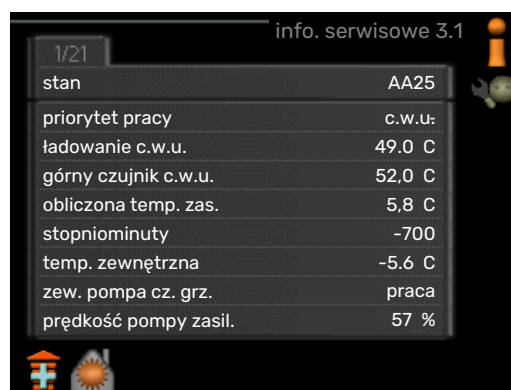 info. serwisowe 3.1
1/21
stan AA25
priorytet pracy c.w.u.
ładowanie c.w.u. 49.0 C
górny czujnik c.w.u. 52,0 C
obliczona temp. zas. 5,8 C
stopniominuty -700
temp. zewnętrzna -5.6 C
zew. pompa cz. grz. praca
prędkość pompy zasil. 57 %